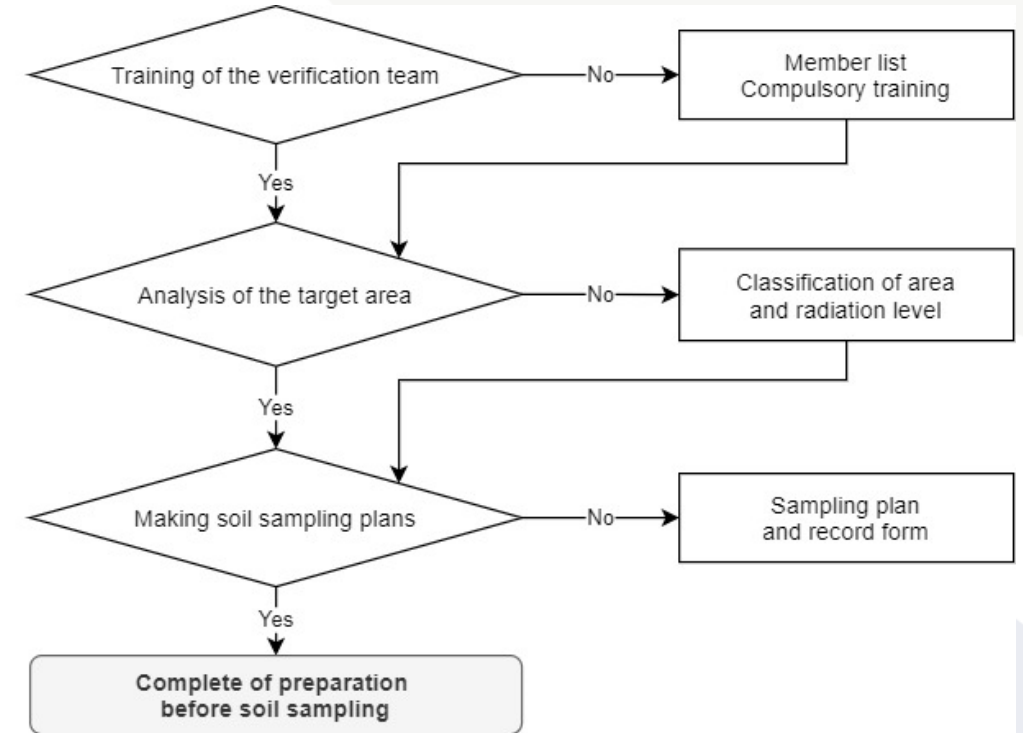 Training of the verification team
No
Member list
Compulsory training
Yes
Analysis of the target area
No
Classification of area
and radiation level
Yes
Making soil sampling plans
No
Sampling plan
and record form
Yes
Complete of preparation
before soil sampling